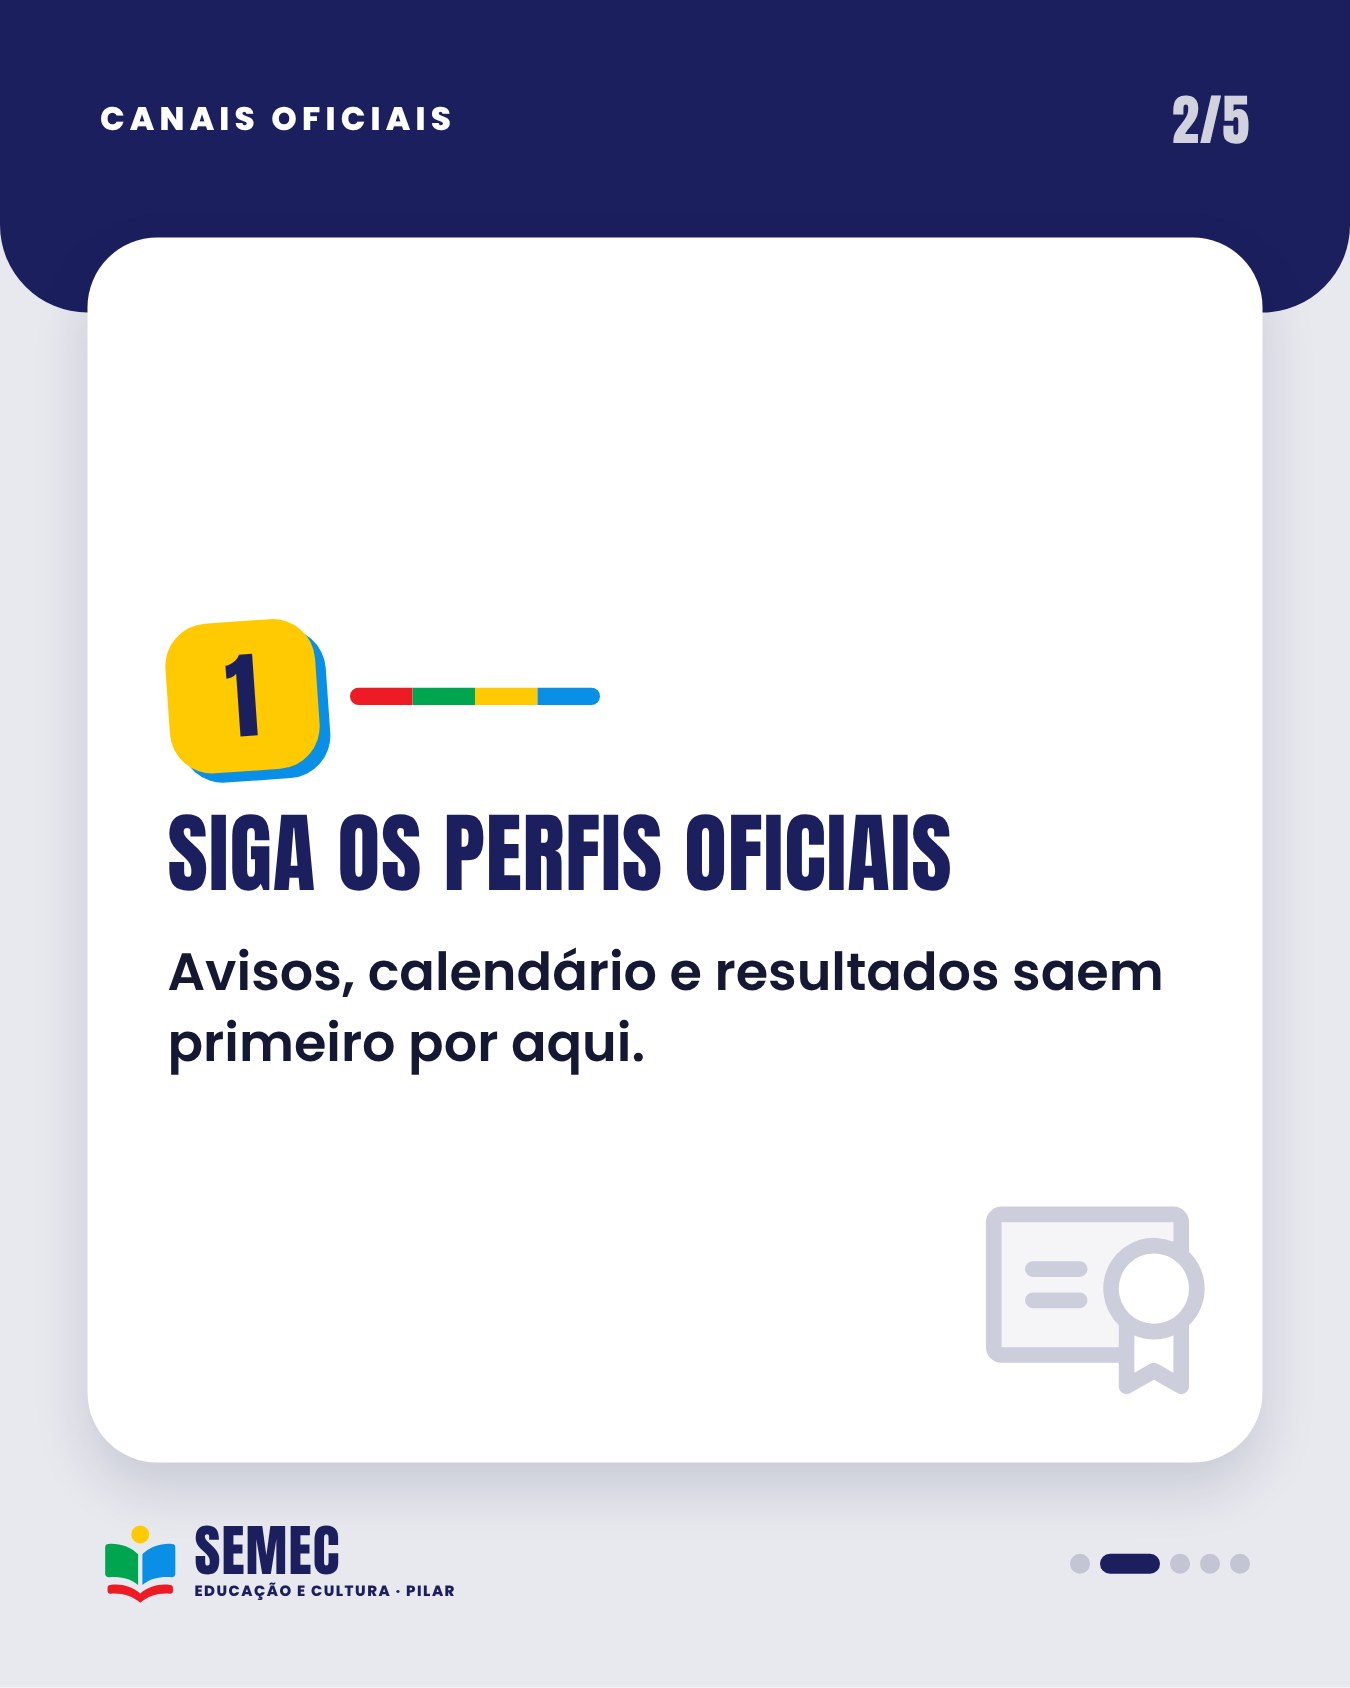 CANAIS OFICIAIS
2/5
1
SIGA OS PERFIS OFICIAIS
Avisos, calendário e resultados saem
primeiro por aqui.
SEMEC
EDUCAÇÃO E CULTURA · PILAR